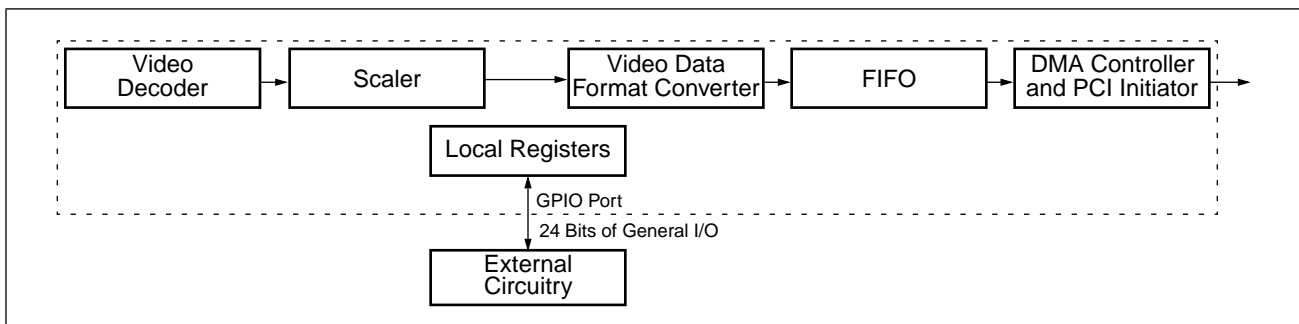 Video
Decoder
Scaler
Video Data
Format Converter
FIFO
DMA Controller
and PCI Initiator
Local Registers
GPIO Port
24 Bits of General I/O
External
Circuitry